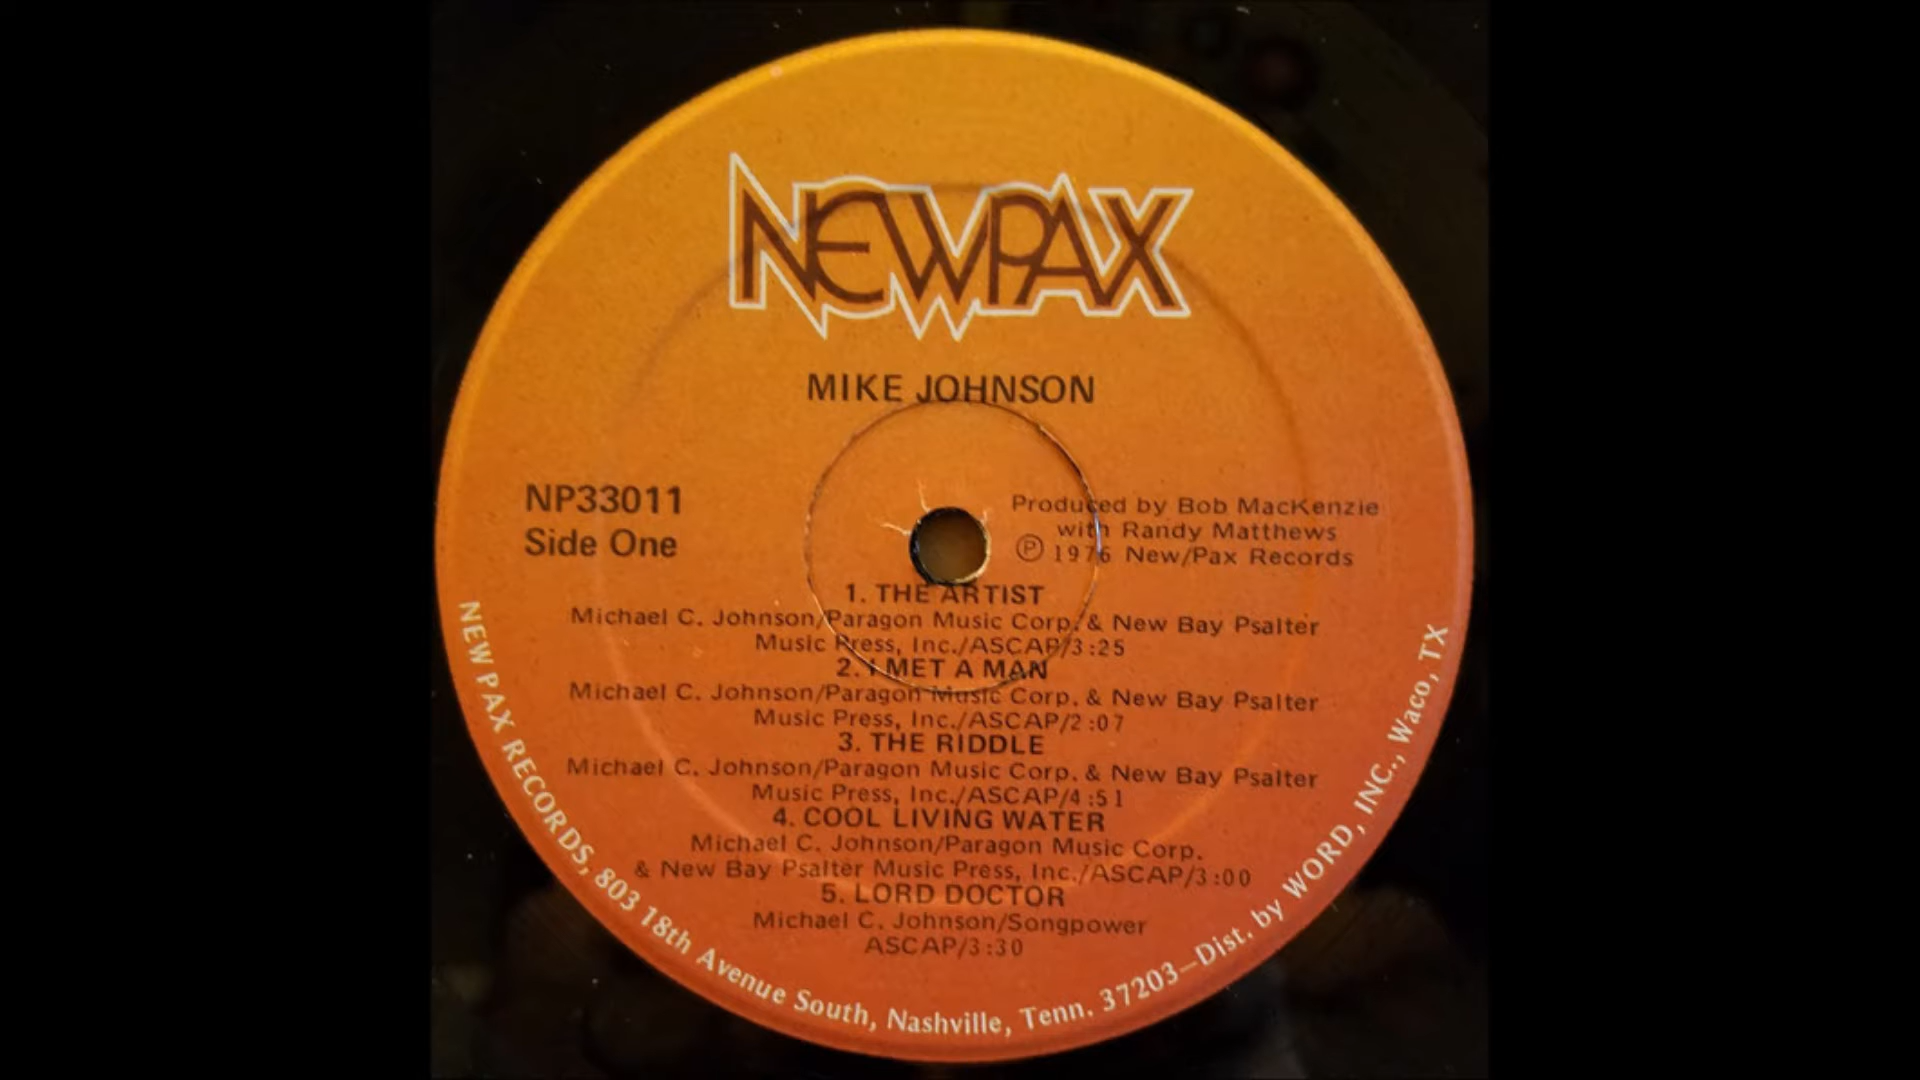 NEWPAX
MIKE JOHNSON
NP33011
Side One
Produced by Bob MacKenzie
with Randy Matthews
℗ 1976 New/Pax Records
1. THE ARTIST
Michael C. Johnson/Paragon Music Corp. & New Bay Psalter
Music Press, Inc./ASCAP/3:25
2. I MET A MAN
Michael C. Johnson/Paragon Music Corp. & New Bay Psalter
Music Press, Inc./ASCAP/2:07
3. THE RIDDLE
Michael C. Johnson/Paragon Music Corp. & New Bay Psalter
Music Press, Inc./ASCAP/4:51
4. COOL LIVING WATER
Michael C. Johnson/Paragon Music Corp.
& New Bay Psalter Music Press, Inc./ASCAP/3:00
5. LORD DOCTOR
Michael C. Johnson/Songpower
ASCAP/3:30
NEW PAX RECORDS, 803 18th Avenue South, Nashville, Tenn. 37203—Dist. by WORD, INC., Waco, TX